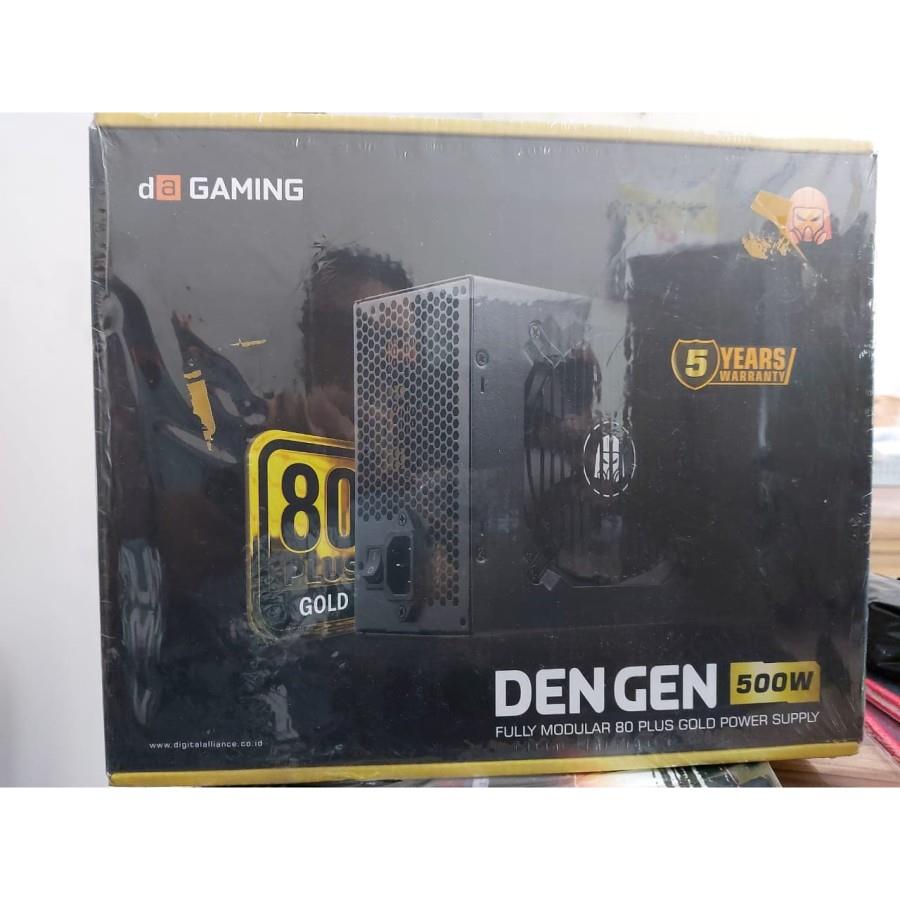 da GAMING
5 YEARS
WARRANTY
80
PLUS
GOLD
DEN GEN 500W
FULLY MODULAR 80 PLUS GOLD POWER SUPPLY
www.digitalalliance.co.id